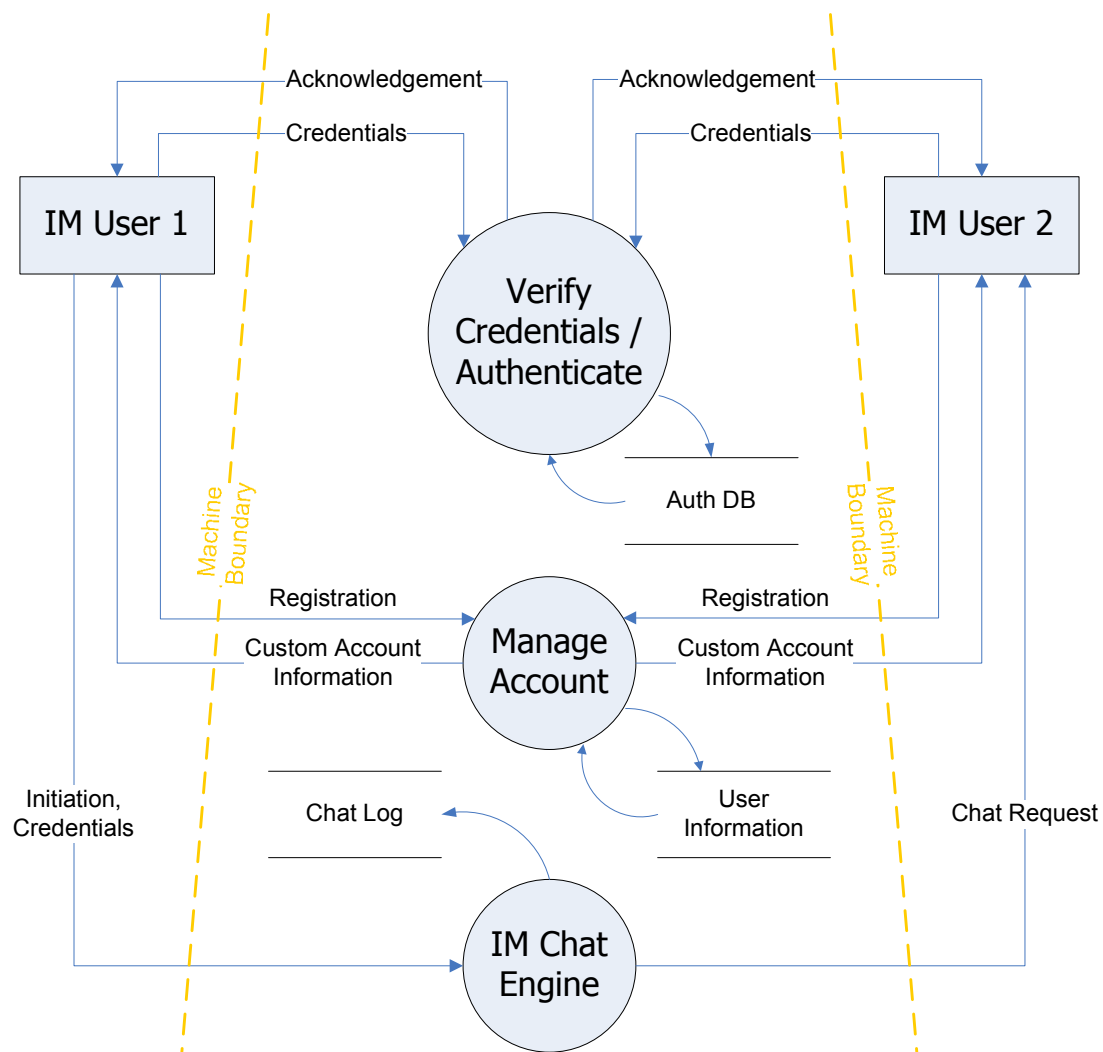 Acknowledgement
Acknowledgement
Credentials
Credentials
IM User 1
IM User 2
Verify
Credentials /
Authenticate
Auth DB
Machine
Boundary
Machine
Boundary
Registration
Registration
Manage
Account
Custom Account
Information
Custom Account
Information
Initiation,
Credentials
Chat Log
User
Information
Chat Request
IM Chat
Engine